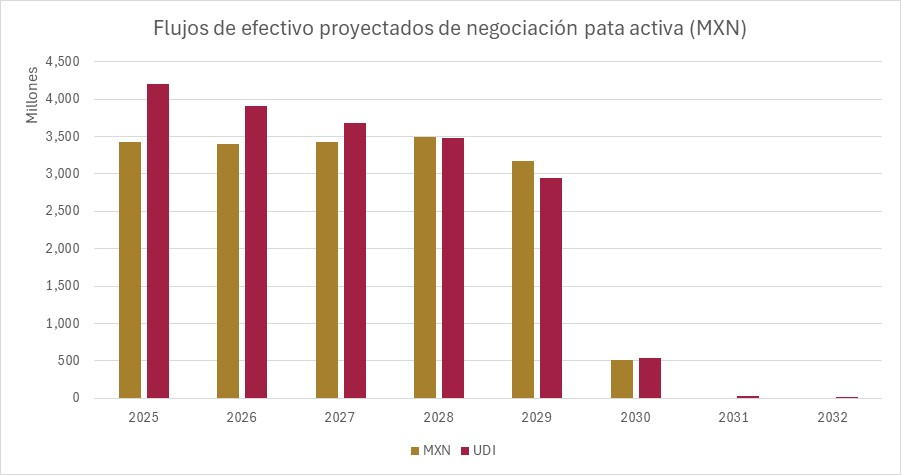 Flujos de efectivo proyectados de negociación pata activa (MXN)
Millones
4,500
4,000
3,500
3,000
2,500
2,000
1,500
1,000
500
0
2025 2026 2027 2028 2029 2030 2031 2032
MXN UDI